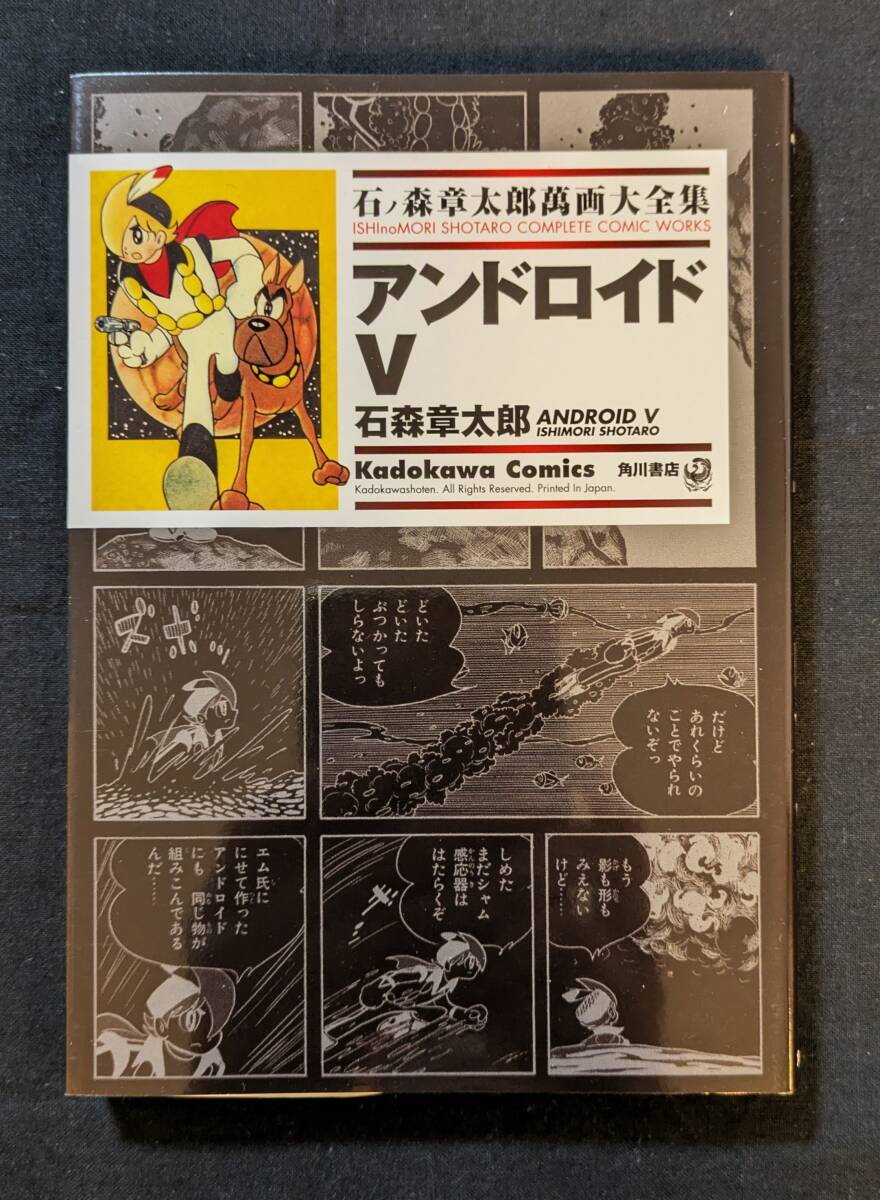 石ノ森章太郎萬画大全集
ISHInoMORI SHOTARO COMPLETE COMIC WORKS
アンドロイド
V
石森章太郎
ANDROID V
ISHIMORI SHOTARO
Kadokawa Comics
角川書店
Kadokawashoten. All Rights Reserved. Printed In Japan.
どいた
どいた
ぶつかっても
しらないよっ
だけど
あれくらいの
ごとでやられ
ないぞっ
ズボ
もう
影も形も
みえない
けど……
しめた
まだシャム
感応器は
はたらくぞ
エム氏に
にせて作った
アンドロイド
にも 同じ物が
組みこんである
んだ……